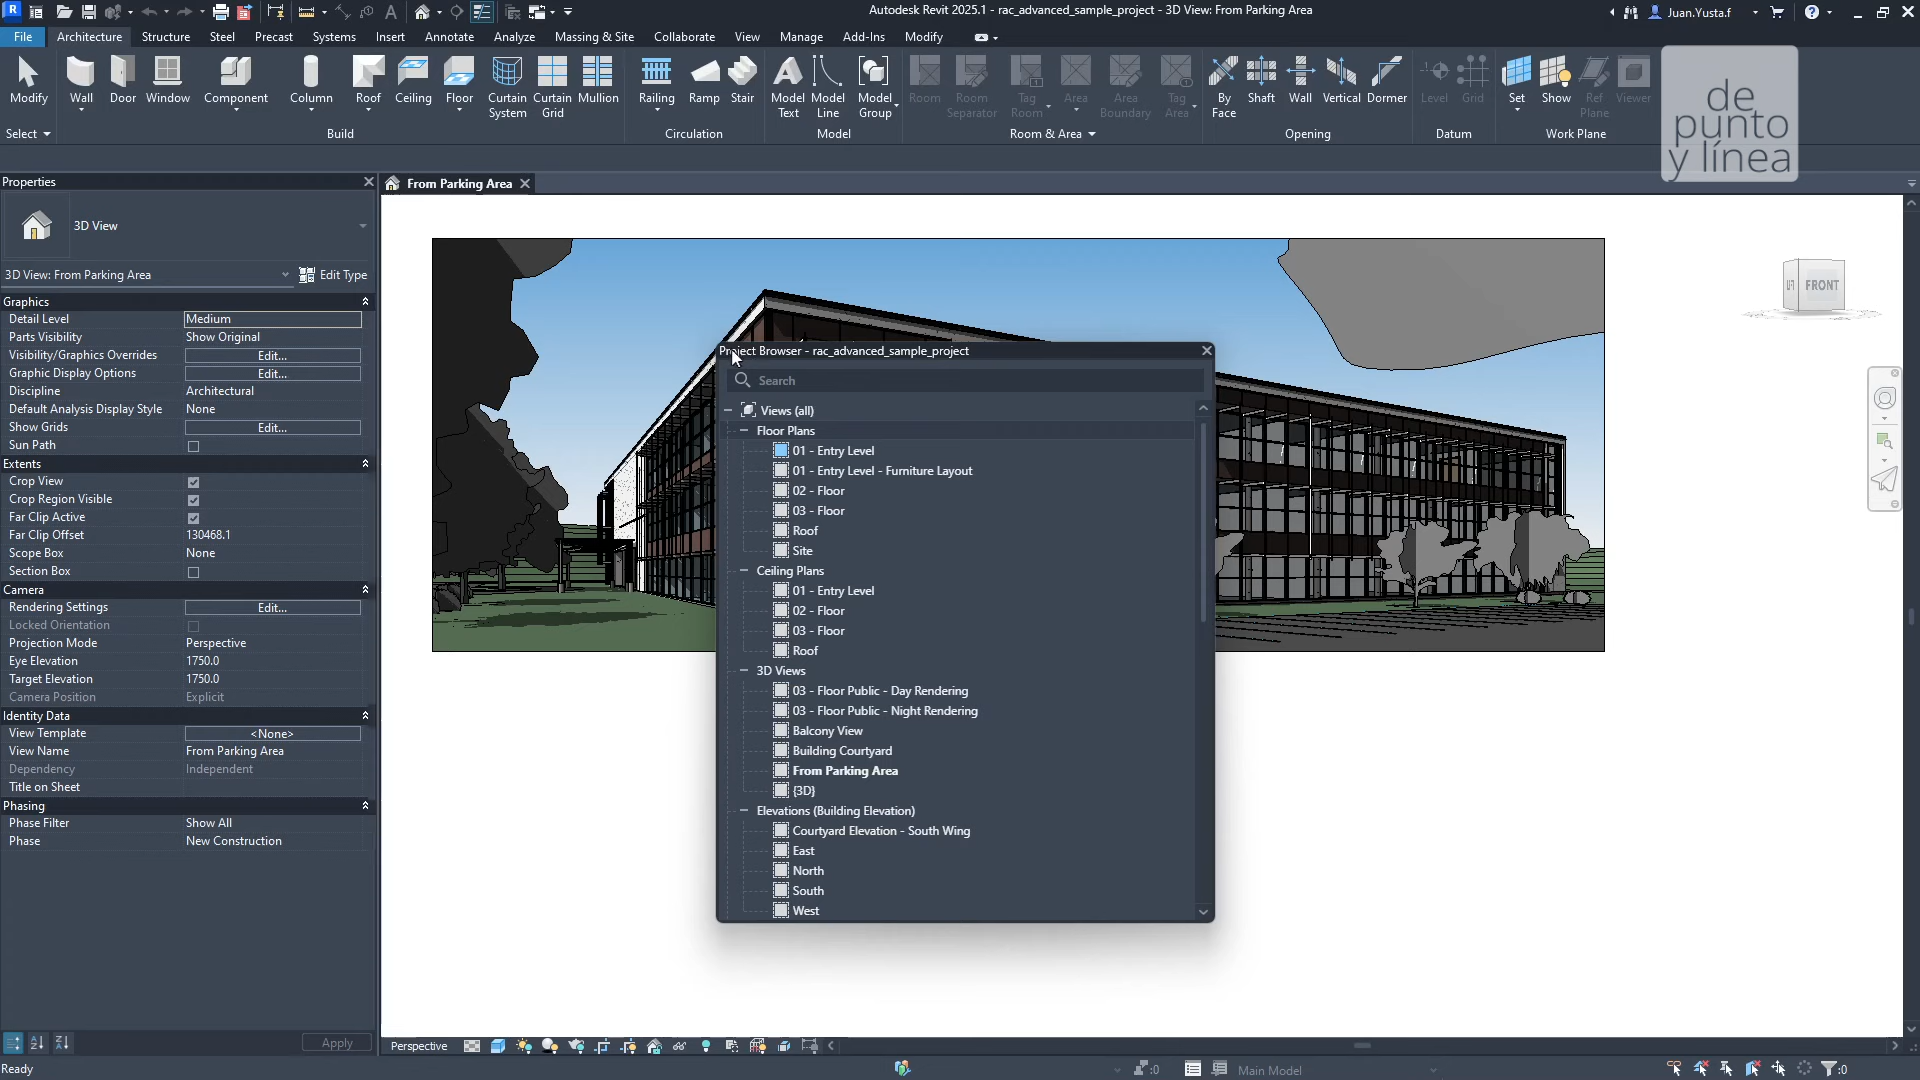 Autodesk Revit 2025.1 - rac_advanced_sample_project - 3D View: From Parking Area
Juan.Yusta.f
File Architecture Structure Steel Precast Systems Insert Annotate Analyze Massing & Site Collaborate View Manage Add-Ins Modify
Modify Wall Door Window Component Column Roof Ceiling Floor Curtain System Curtain Grid Mullion Railing Ramp Stair Model Text Model Line Model Group Room Room Separator Tag Room Area Area Boundary Tag Area By Face Shaft Wall Vertical Dormer Level Grid Set Show Ref Plane Viewer
Select Build Circulation Model Room & Area Opening Datum Work Plane
de
punto
y línea
Properties
From Parking Area
3D View
3D View: From Parking Area Edit Type
Graphics
Detail Level Medium
Parts Visibility Show Original
Visibility/Graphics Overrides Edit...
Graphic Display Options Edit...
Discipline Architectural
Default Analysis Display Style None
Show Grids Edit...
Sun Path
Extents
Crop View
Crop Region Visible
Far Clip Active
Far Clip Offset 130468.1
Scope Box None
Section Box
Camera
Rendering Settings Edit...
Locked Orientation
Projection Mode Perspective
Eye Elevation 1750.0
Target Elevation 1750.0
Camera Position Explicit
Identity Data
View Template <None>
View Name From Parking Area
Dependency Independent
Title on Sheet
Phasing
Phase Filter Show All
Phase New Construction
Apply
Project Browser - rac_advanced_sample_project
Search
Views (all)
Floor Plans
01 - Entry Level
01 - Entry Level - Furniture Layout
02 - Floor
03 - Floor
Roof
Site
Ceiling Plans
01 - Entry Level
02 - Floor
03 - Floor
Roof
3D Views
03 - Floor Public - Day Rendering
03 - Floor Public - Night Rendering
Balcony View
Building Courtyard
From Parking Area
{3D}
Elevations (Building Elevation)
Courtyard Elevation - South Wing
East
North
South
West
FRONT
Perspective
Ready
:0
Main Model
:0